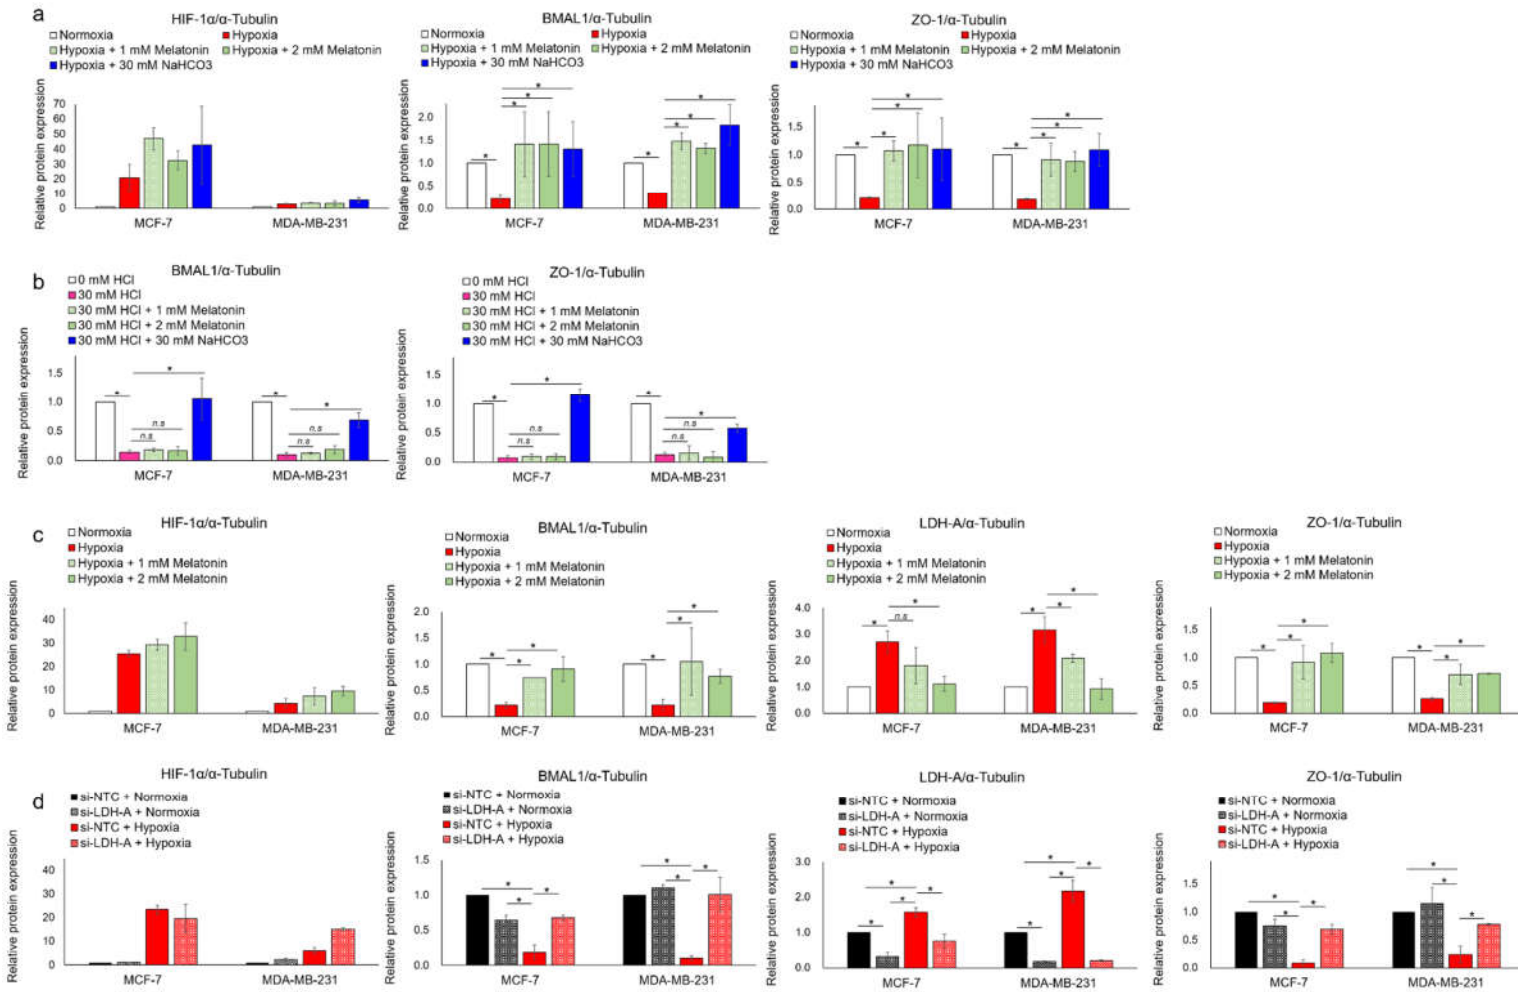 a
HIF-1α/α-Tubulin
Normoxia Hypoxia
Hypoxia + 1 mM Melatonin Hypoxia + 2 mM Melatonin
Hypoxia + 30 mM NaHCO3
Relative protein expression
70
60
50
40
30
20
10
0
MCF-7 MDA-MB-231
BMAL1/α-Tubulin
Normoxia Hypoxia
Hypoxia + 1 mM Melatonin Hypoxia + 2 mM Melatonin
Hypoxia + 30 mM NaHCO3
Relative protein expression
2.0
1.5
1.0
0.5
0.0
* * * * * * * *
MCF-7 MDA-MB-231
ZO-1/α-Tubulin
Normoxia Hypoxia
Hypoxia + 1 mM Melatonin Hypoxia + 2 mM Melatonin
Hypoxia + 30 mM NaHCO3
Relative protein expression
1.5
1.0
0.5
0.0
* * * * * * * *
MCF-7 MDA-MB-231
b
BMAL1/α-Tubulin
0 mM HCl
30 mM HCl
30 mM HCl + 1 mM Melatonin
30 mM HCl + 2 mM Melatonin
30 mM HCl + 30 mM NaHCO3
Relative protein expression
1.5
1.0
0.5
0.0
* n.s n.s * * n.s n.s *
MCF-7 MDA-MB-231
ZO-1/α-Tubulin
0 mM HCl
30 mM HCl
30 mM HCl + 1 mM Melatonin
30 mM HCl + 2 mM Melatonin
30 mM HCl + 30 mM NaHCO3
Relative protein expression
1.5
1.0
0.5
0.0
* n.s n.s * * n.s n.s *
MCF-7 MDA-MB-231
c
HIF-1α/α-Tubulin
Normoxia
Hypoxia
Hypoxia + 1 mM Melatonin
Hypoxia + 2 mM Melatonin
Relative protein expression
40
30
20
10
0
MCF-7 MDA-MB-231
BMAL1/α-Tubulin
Normoxia
Hypoxia
Hypoxia + 1 mM Melatonin
Hypoxia + 2 mM Melatonin
Relative protein expression
2.0
1.5
1.0
0.5
0.0
* * * * * *
MCF-7 MDA-MB-231
LDH-A/α-Tubulin
Normoxia
Hypoxia
Hypoxia + 1 mM Melatonin
Hypoxia + 2 mM Melatonin
Relative protein expression
4.0
3.0
2.0
1.0
0.0
* n.s * * * *
MCF-7 MDA-MB-231
ZO-1/α-Tubulin
Normoxia
Hypoxia
Hypoxia + 1 mM Melatonin
Hypoxia + 2 mM Melatonin
Relative protein expression
1.5
1.0
0.5
0.0
* * * * * *
MCF-7 MDA-MB-231
d
HIF-1α/α-Tubulin
si-NTC + Normoxia
si-LDH-A + Normoxia
si-NTC + Hypoxia
si-LDH-A + Hypoxia
Relative protein expression
40
30
20
10
0
MCF-7 MDA-MB-231
BMAL1/α-Tubulin
si-NTC + Normoxia
si-LDH-A + Normoxia
si-NTC + Hypoxia
si-LDH-A + Hypoxia
Relative protein expression
1.5
1.0
0.5
0.0
* * * * * *
MCF-7 MDA-MB-231
LDH-A/α-Tubulin
si-NTC + Normoxia
si-LDH-A + Normoxia
si-NTC + Hypoxia
si-LDH-A + Hypoxia
Relative protein expression
3.0
2.0
1.0
0.0
* * * * * * * *
MCF-7 MDA-MB-231
ZO-1/α-Tubulin
si-NTC + Normoxia
si-LDH-A + Normoxia
si-NTC + Hypoxia
si-LDH-A + Hypoxia
Relative protein expression
1.5
1.0
0.5
0.0
* * * * * *
MCF-7 MDA-MB-231